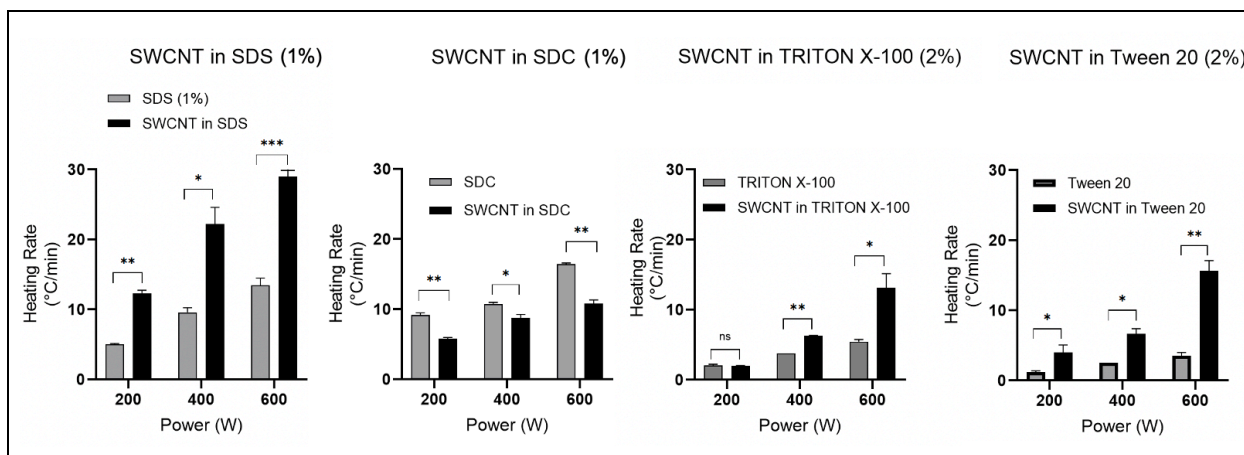 SWCNT in SDS (1%)
SDS (1%)
SWCNT in SDS
Heating Rate
(°C/min)
30
20
10
0
**
*
***
200
400
600
Power (W)
SWCNT in SDC (1%)
SDC
SWCNT in SDC
Heating Rate
(°C/min)
30
20
10
0
**
*
**
200
400
600
Power (W)
SWCNT in TRITON X-100 (2%)
TRITON X-100
SWCNT in TRITON X-100
Heating Rate
(°C/min)
30
20
10
0
ns
**
*
200
400
600
Power (W)
SWCNT in Tween 20 (2%)
Tween 20
SWCNT in Tween 20
Heating Rate
(°C/min)
30
20
10
0
*
*
**
200
400
600
Power (W)